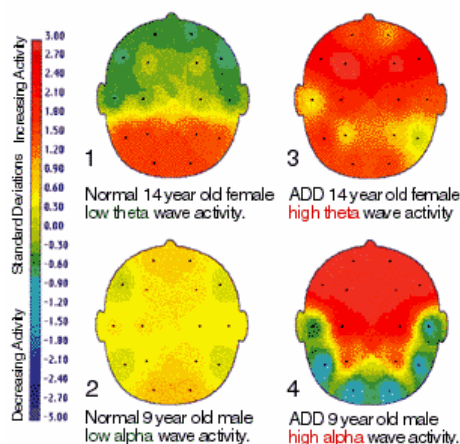 Increasing Activity
Standard Deviations
Decreasing Activity
3.00
2.70
2.40
2.10
1.80
1.50
1.20
0.90
0.60
0.30
0.00
-0.30
-0.60
-0.90
-1.20
-1.50
-1.80
-2.10
-2.40
-2.70
1
Normal 14 year old female
low theta wave activity.
3
ADD 14 year old female
high theta wave activity
2
Normal 9 year old male
low alpha wave activity.
4
ADD 9 year old male
high alpha wave activity.